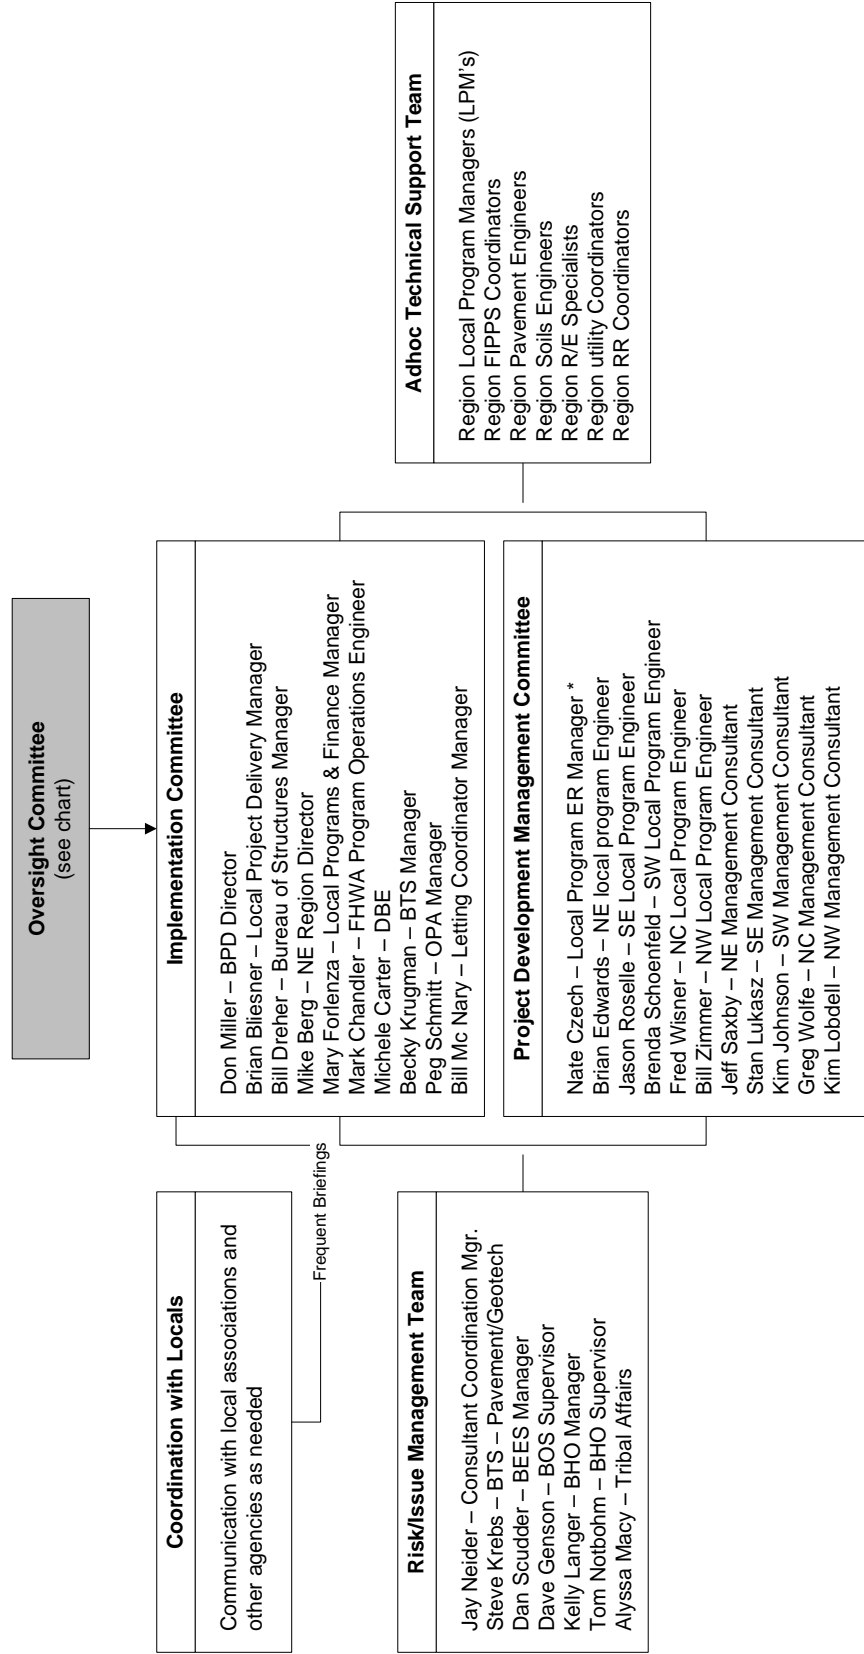 Oversight Committee
(see chart)
Coordination with Locals
Communication with local associations and
other agencies as needed
Frequent Briefings
Implementation Committee
Don Miller – BPD Director
Brian Bliesner – Local Project Delivery Manager
Bill Dreher – Bureau of Structures Manager
Mike Berg – NE Region Director
Mary Forlenza – Local Programs & Finance Manager
Mark Chandler – FHWA Program Operations Engineer
Michele Carter – DBE
Becky Krugman – BTS Manager
Peg Schmitt – OPA Manager
Bill Mc Nary – Letting Coordinator Manager
Risk/Issue Management Team
Jay Neider – Consultant Coordination Mgr.
Steve Krebs – BTS – Pavement/Geotech
Dan Scudder – BEES Manager
Dave Genson – BOS Supervisor
Kelly Langer – BHO Manager
Tom Notbohm – BHO Supervisor
Alyssa Macy – Tribal Affairs
Project Development Management Committee
Nate Czech – Local Program ER Manager *
Brian Edwards – NE local program Engineer
Jason Roselle – SE Local Program Engineer
Brenda Schoenfeld – SW Local Program Engineer
Fred Wisner – NC Local Program Engineer
Bill Zimmer – NW Local Program Engineer
Jeff Saxby – NE Management Consultant
Stan Lukasz – SE Management Consultant
Kim Johnson – SW Management Consultant
Greg Wolfe – NC Management Consultant
Kim Lobdell – NW Management Consultant
Adhoc Technical Support Team
Region Local Program Managers (LPM's)
Region FIPPS Coordinators
Region Pavement Engineers
Region Soils Engineers
Region R/E Specialists
Region utility Coordinators
Region RR Coordinators